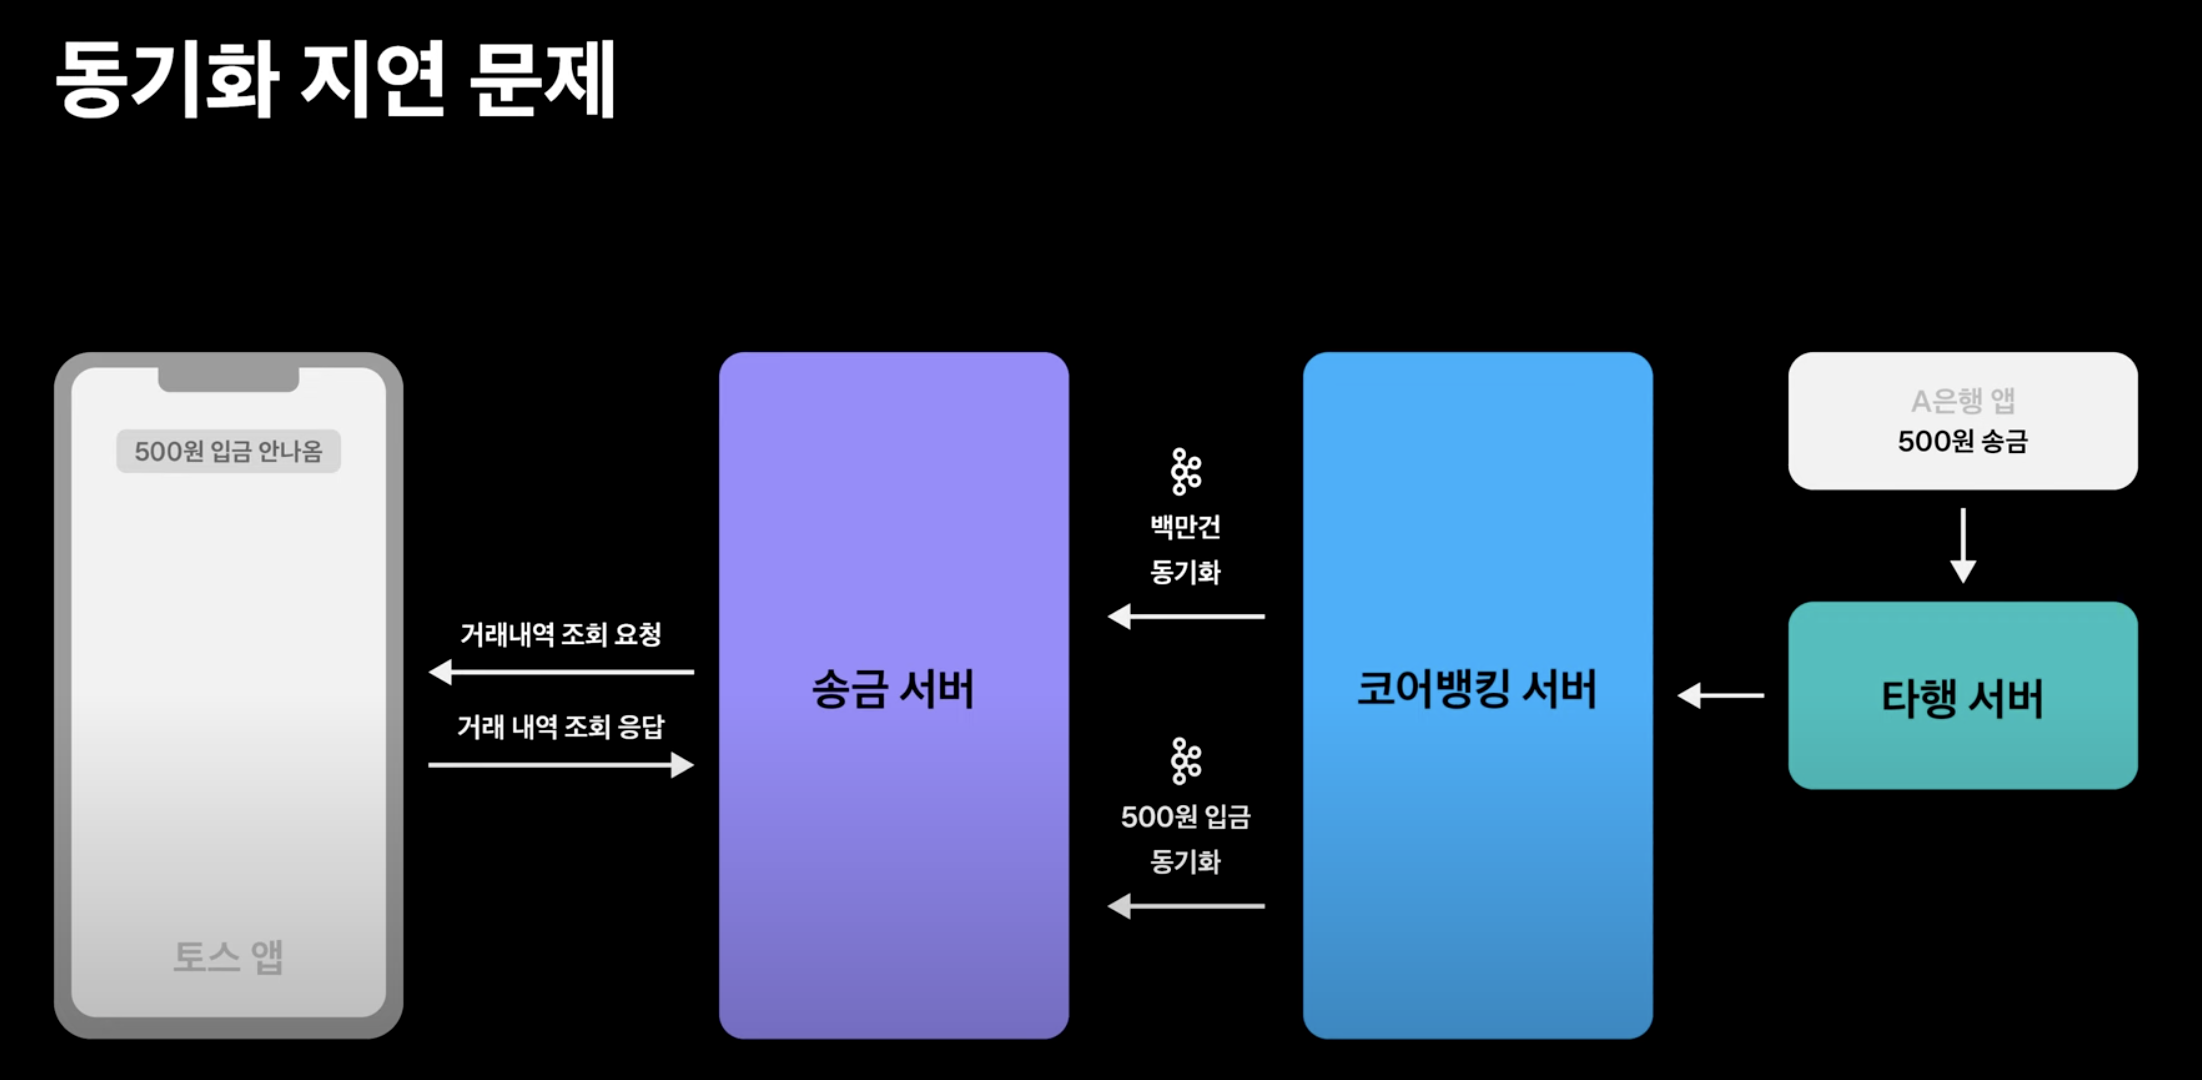 동기화 지연 문제
500원 입금 안나옴
토스 앱
거래내역 조회 요청
거래 내역 조회 응답
송금 서버
백만건
동기화
500원 입금
동기화
코어뱅킹 서버
A은행 앱
500원 송금
타행 서버